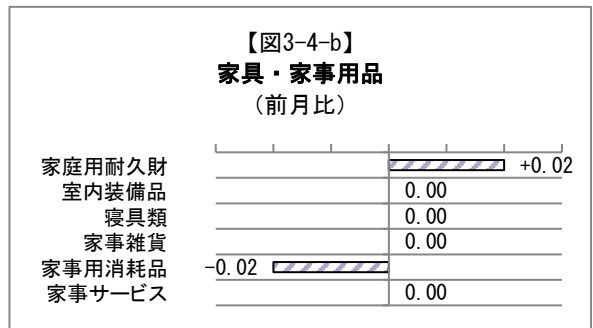 【図3-4-b】
家具・家事用品
（前月比）
家庭用耐久財 +0.02
室内装備品 0.00
寝具類 0.00
家事雑貨 0.00
家事用消耗品 -0.02
家事サービス 0.00